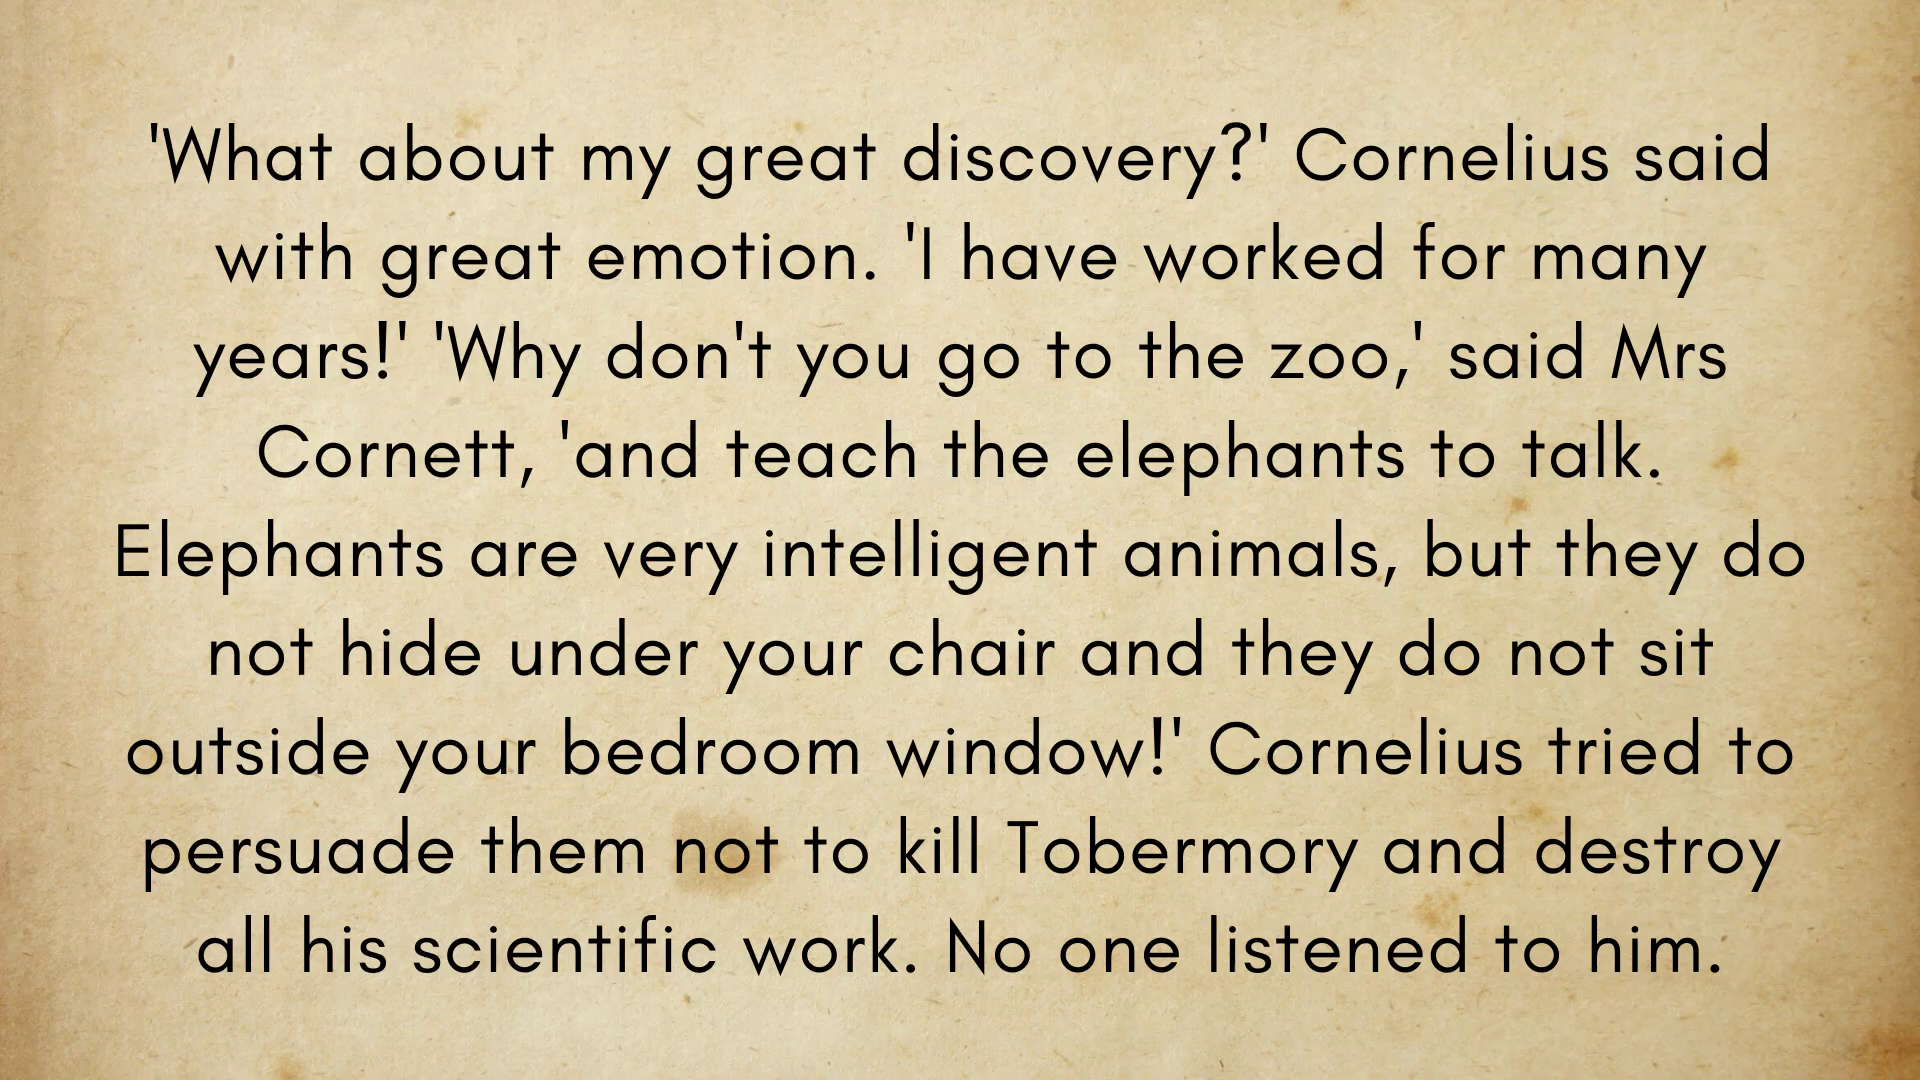 'What about my great discovery?' Cornelius said
with great emotion. 'I have worked for many
years!' 'Why don't you go to the zoo,' said Mrs
Cornett, 'and teach the elephants to talk.
Elephants are very intelligent animals, but they do
not hide under your chair and they do not sit
outside your bedroom window!' Cornelius tried to
persuade them not to kill Tobermory and destroy
all his scientific work. No one listened to him.